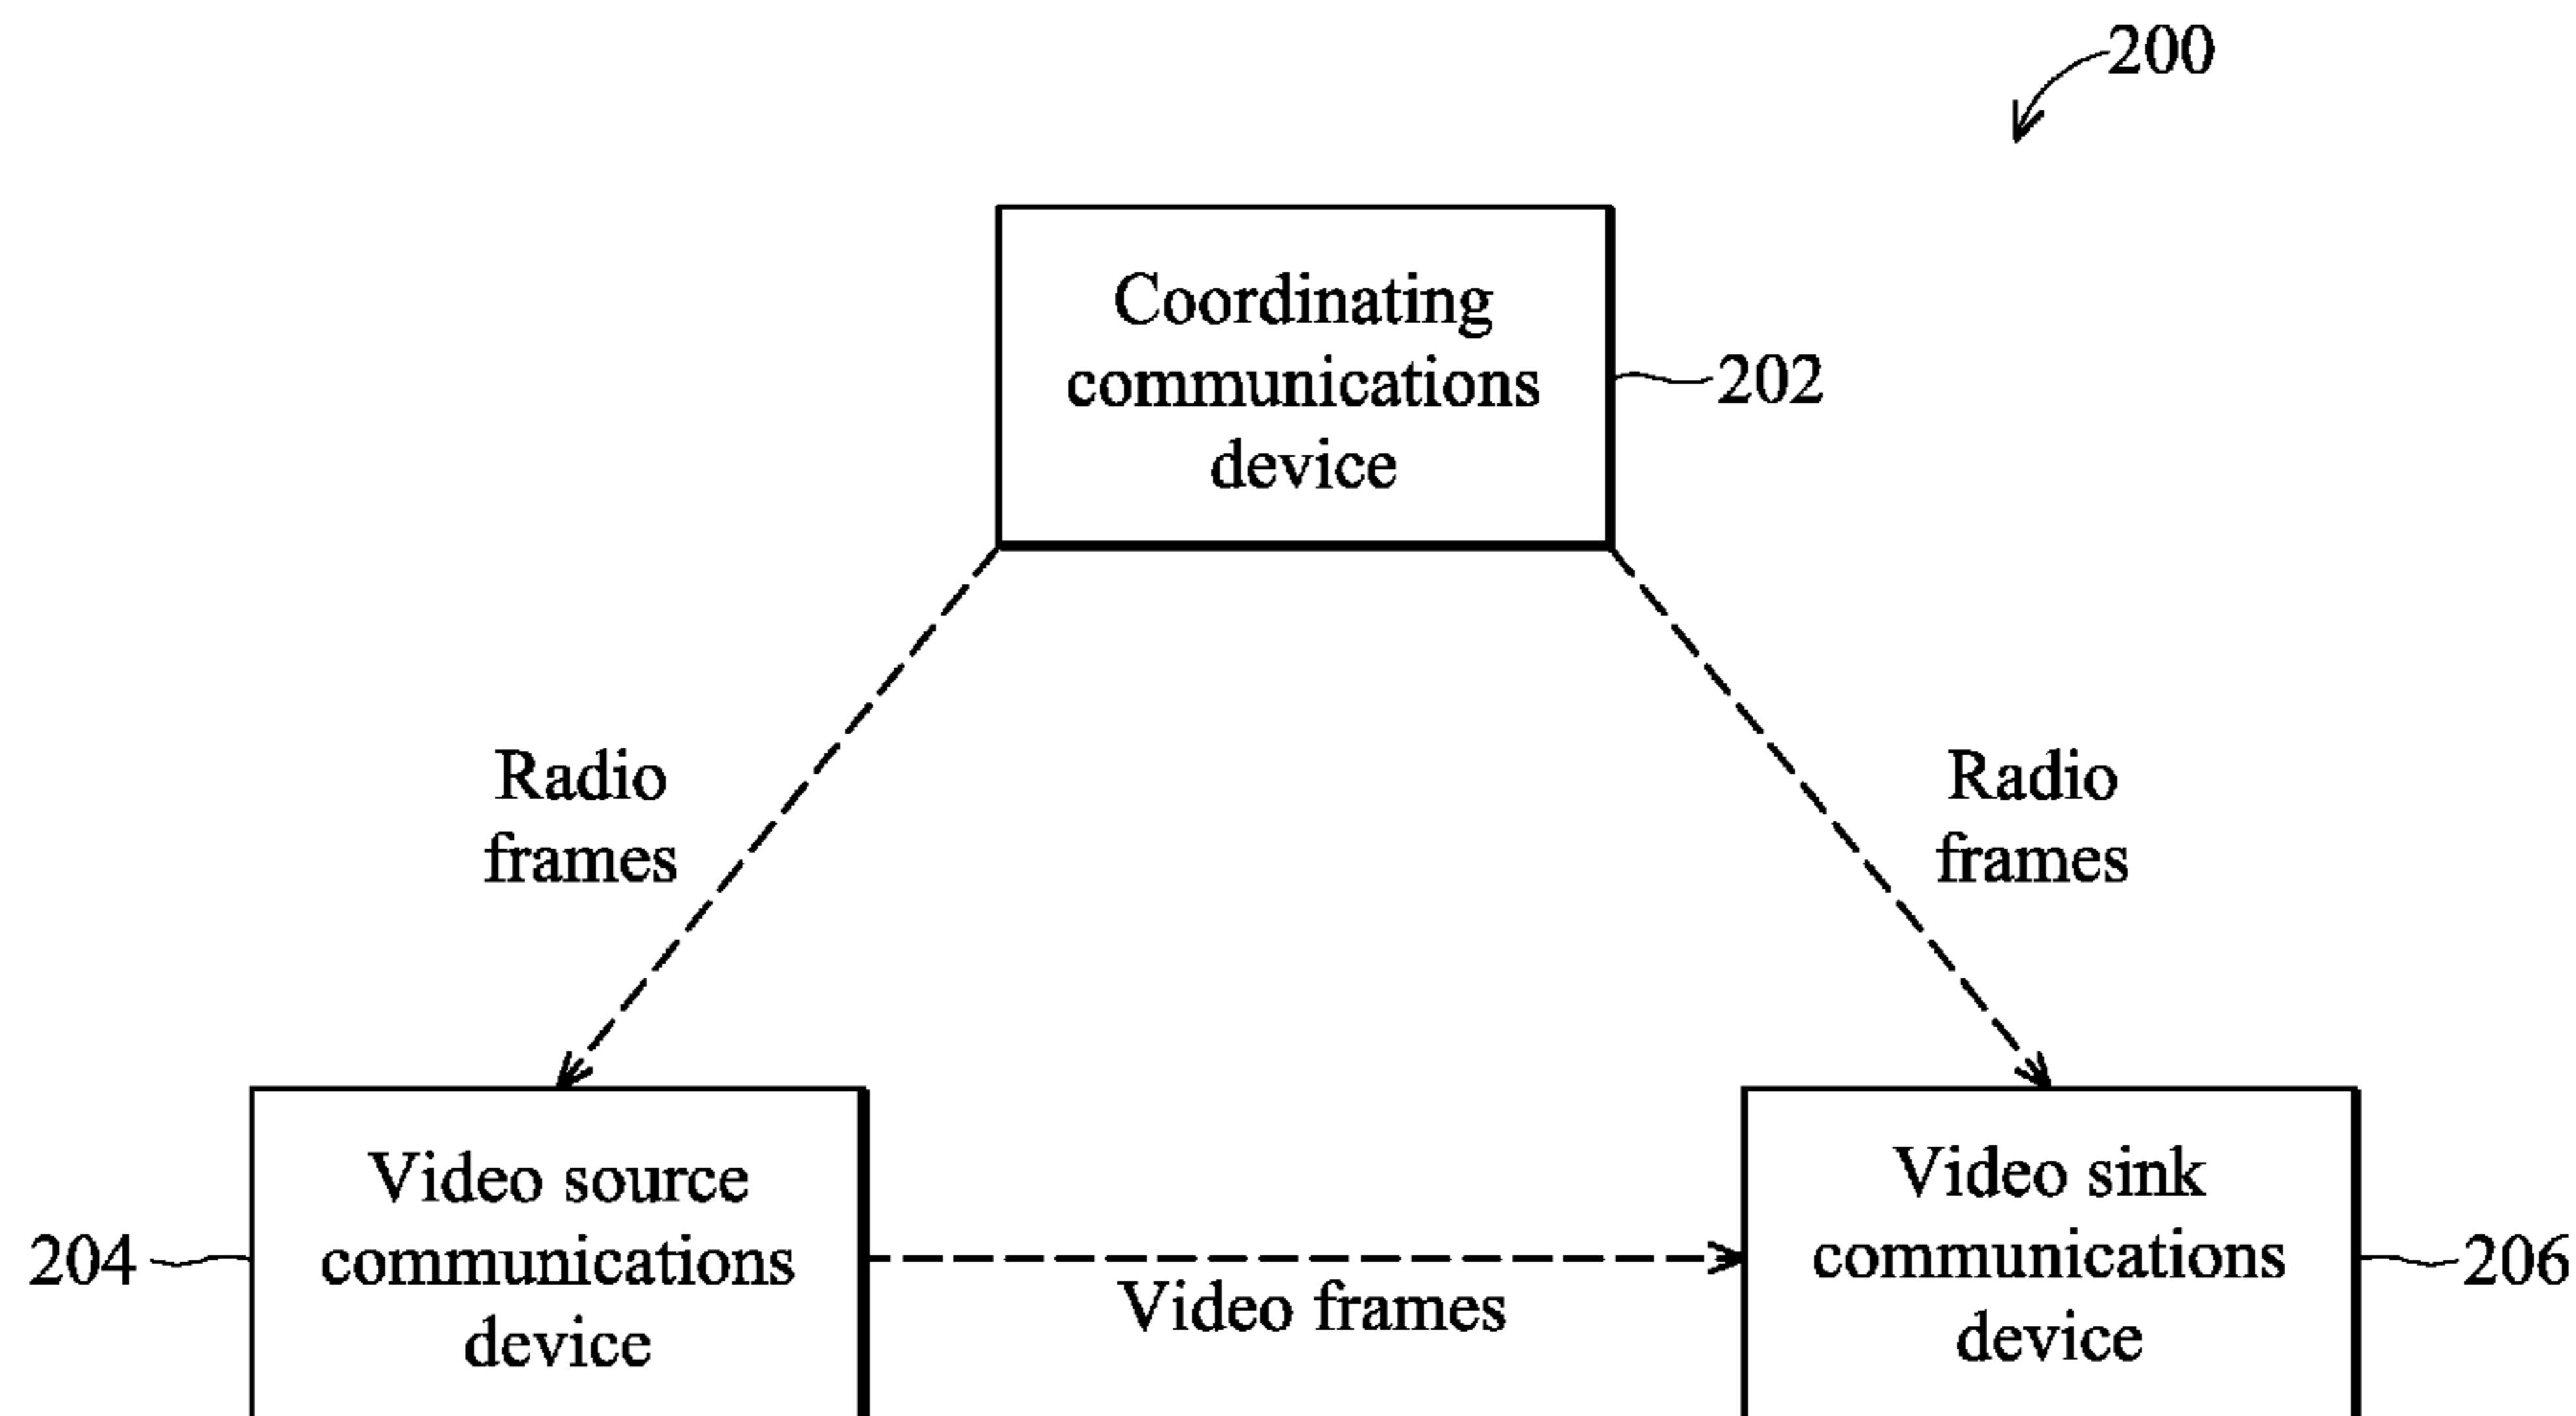 200
Coordinating
communications
device
202
Radio
frames
Radio
frames
204
Video source
communications
device
Video frames
Video sink
communications
device
206